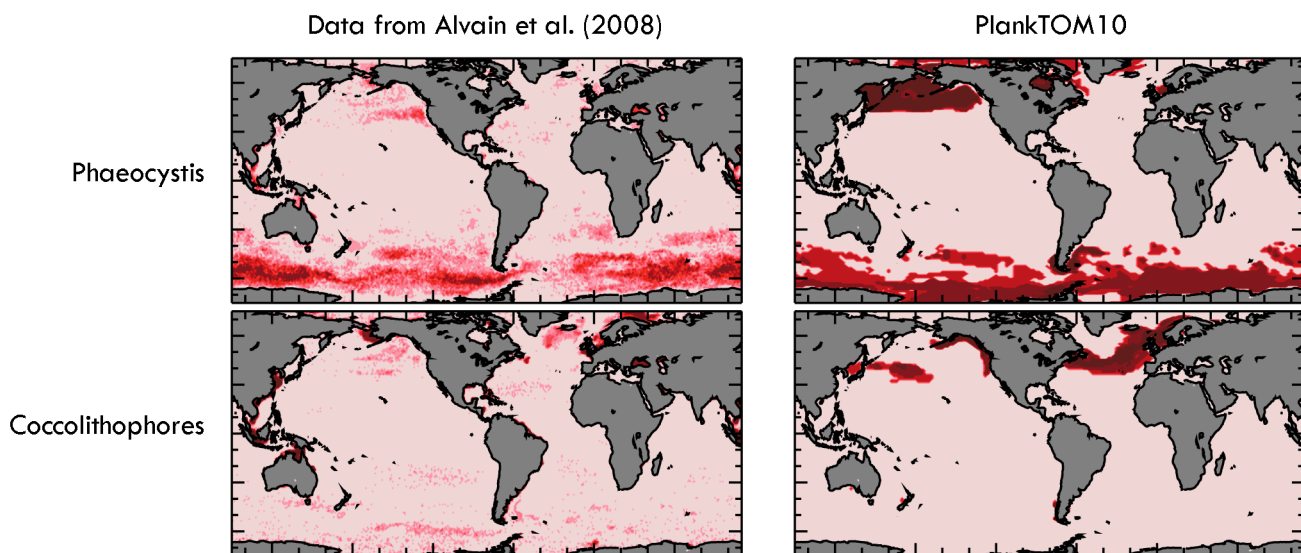 Data from Alvain et al. (2008)
PlankTOM10
Phaeocystis
Coccolithophores